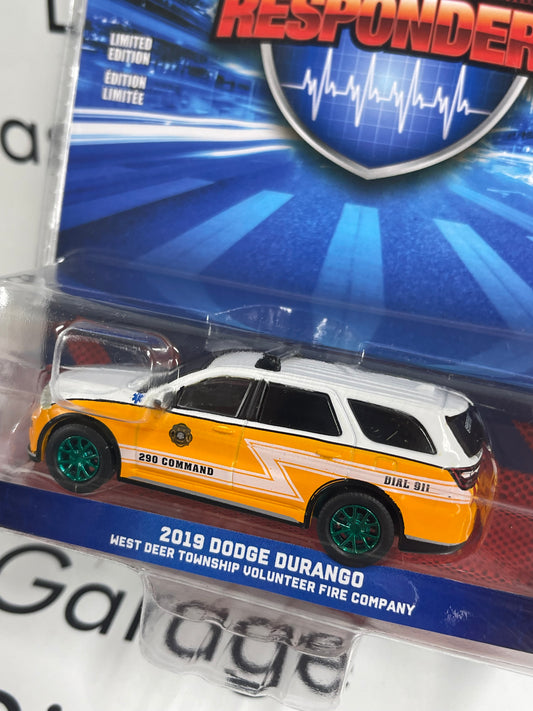 RESPONDER
LIMITED
EDITION
ÉDITION
LIMITÉE
290 COMMAND
DIAL 911
2019 DODGE DURANGO
WEST DEER TOWNSHIP VOLUNTEER FIRE COMPANY
Garage